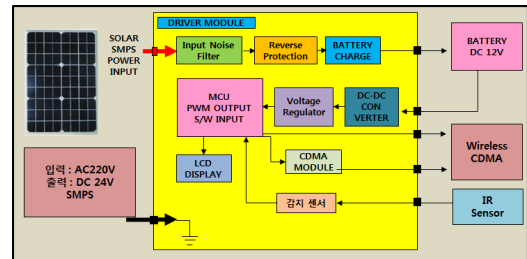 DRIVER MODULE
SOLAR
SMPS
POWER
INPUT
Input Noise
Filter
Reverse
Protection
BATTERY
CHARGE
BATTERY
DC 12V
MCU
PWM OUTPUT
S/W INPUT
Voltage
Regulator
DC-DC
CON
VERTER
LCD
DISPLAY
CDMA
MODULE
Wireless
CDMA
입력 : AC220V
출력 : DC 24V
SMPS
감지 센서
IR
Sensor